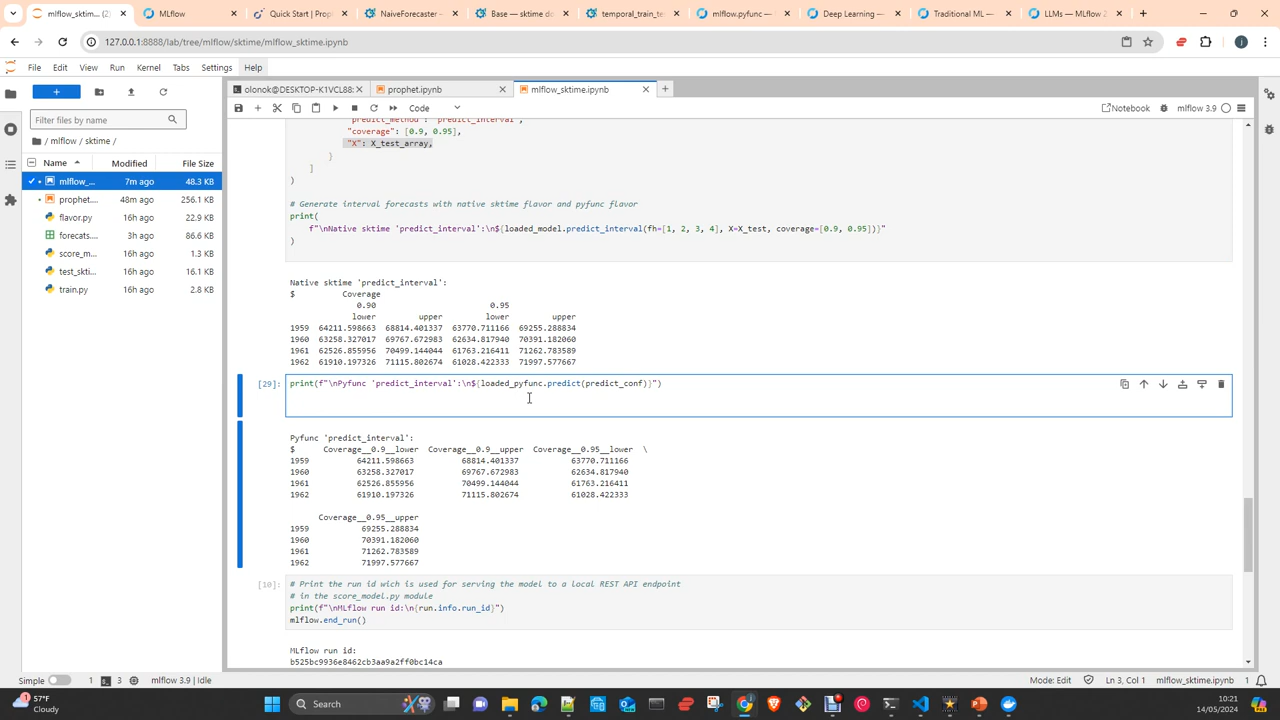 mlflow_sktime... (2)
MLflow
Quick Start | Prop
NaiveForecaster —
Base — sktime do
temporal_train_te
mlflow.pyfunc —
Deep Learning —
Traditional ML —
LLMs — MLflow 2
127.0.0.1:8888/lab/tree/mlflow/sktime/mlflow_sktime.ipynb
File Edit View Run Kernel Tabs Settings Help
olonok@DESKTOP-K1VCL88:
prophet.ipynb
mlflow_sktime.ipynb
Code
Notebook
mlflow 3.9
Filter files by name
/ mlflow / sktime /
Name Modified File Size
mlflow_... 7m ago 48.3 KB
prophet.... 48m ago 256.1 KB
flavor.py 16h ago 22.9 KB
forecats.... 3h ago 86.6 KB
score_m... 16h ago 1.3 KB
test_skti... 16h ago 16.1 KB
train.py 16h ago 2.8 KB
"predict_method": "predict_interval",
"coverage": [0.9, 0.95],
"X": X_test_array,
}
]
)
# Generate interval forecasts with native sktime flavor and pyfunc flavor
print(
f"\nNative sktime 'predict_interval':\n${loaded_model.predict_interval(fh=[1, 2, 3, 4], X=X_test, coverage=[0.9, 0.95])}"
)
Native sktime 'predict_interval':
$ Coverage
0.90 0.95
lower upper lower upper
1959 64211.598663 68814.401337 63770.711166 69255.288834
1960 63258.327017 69767.672983 62634.817940 70391.182060
1961 62526.855956 70499.144044 61763.216411 71262.783589
1962 61910.197326 71115.802674 61028.422333 71997.577667
[29]: print(f"\nPyfunc 'predict_interval':\n${loaded_pyfunc.predict(predict_conf)}")
Pyfunc 'predict_interval':
$ Coverage__0.9__lower Coverage__0.9__upper Coverage__0.95__lower \
1959 64211.598663 68814.401337 63770.711166
1960 63258.327017 69767.672983 62634.817940
1961 62526.855956 70499.144044 61763.216411
1962 61910.197326 71115.802674 61028.422333
Coverage__0.95__upper
1959 69255.288834
1960 70391.182060
1961 71262.783589
1962 71997.577667
[10]: # Print the run id wich is used for serving the model to a local REST API endpoint
# in the score_model.py module
print(f"\nMLflow run id:\n{run.info.run_id}")
mlflow.end_run()
MLflow run id:
b525bc9936e8462cb3aa9a2ff0bc14ca
Simple 1 3 mlflow 3.9 | Idle
Mode: Edit Ln 3, Col 1 mlflow_sktime.ipynb 1
57°F
Cloudy
Search
10:21
14/05/2024